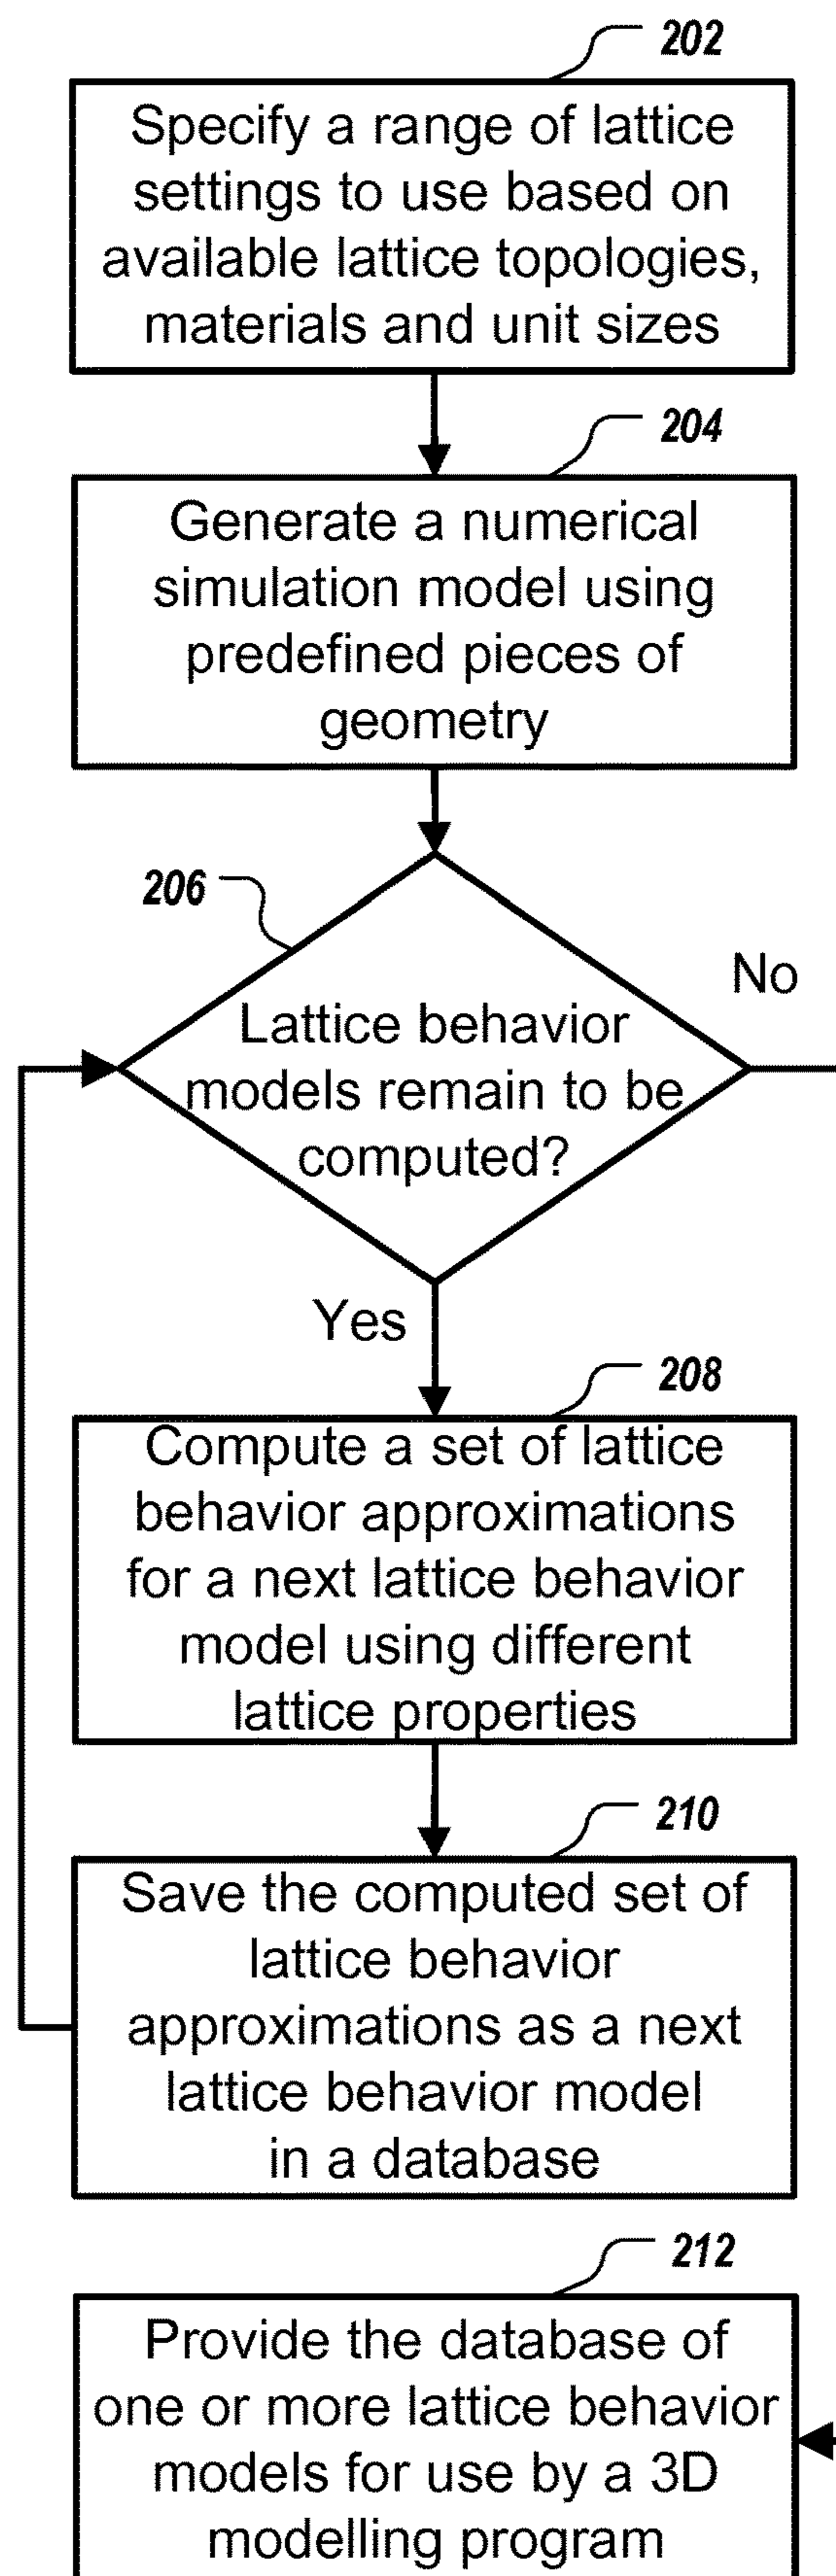 202
Specify a range of lattice
settings to use based on
available lattice topologies,
materials and unit sizes
204
Generate a numerical
simulation model using
predefined pieces of
geometry
206
No
Lattice behavior
models remain to be
computed?
Yes
208
Compute a set of lattice
behavior approximations
for a next lattice behavior
model using different
lattice properties
210
Save the computed set of
lattice behavior
approximations as a next
lattice behavior model
in a database
212
Provide the database of
one or more lattice behavior
models for use by a 3D
modelling program